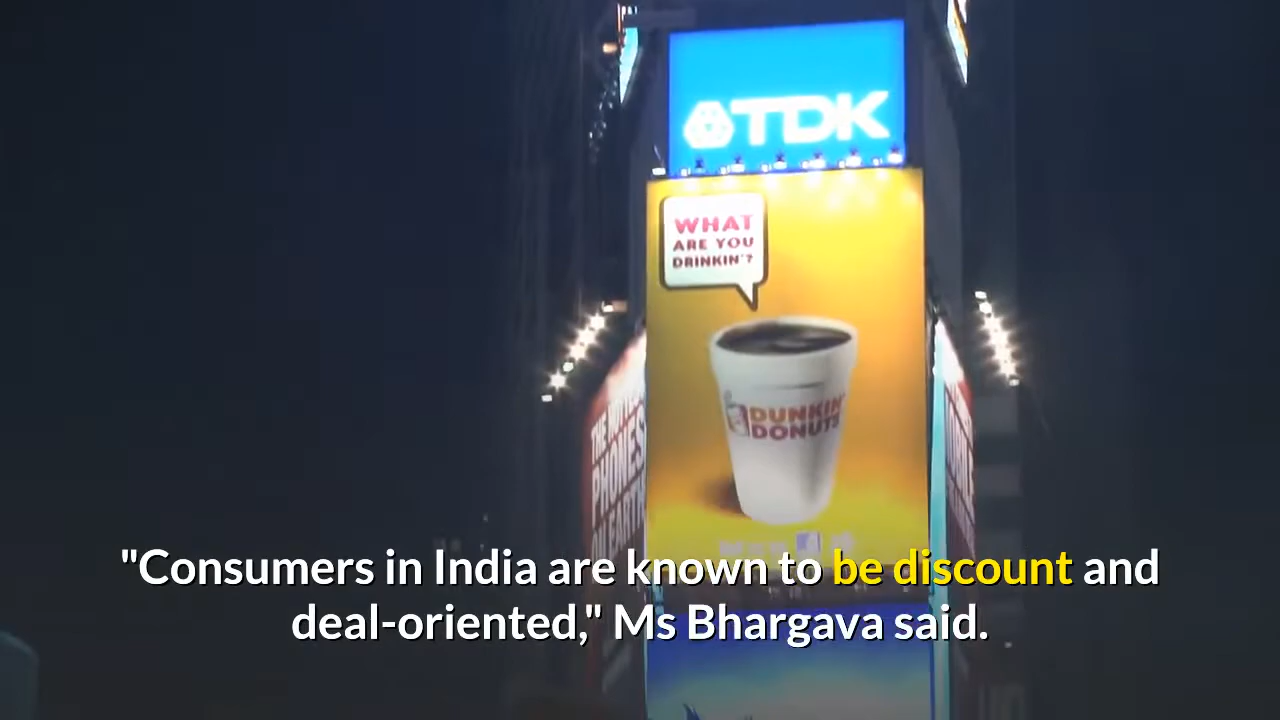 TDK
WHAT
ARE YOU
DRINKIN'?
DUNKIN'
DONUTS
PHONES
"Consumers in India are known to be discount and
deal-oriented," Ms Bhargava said.